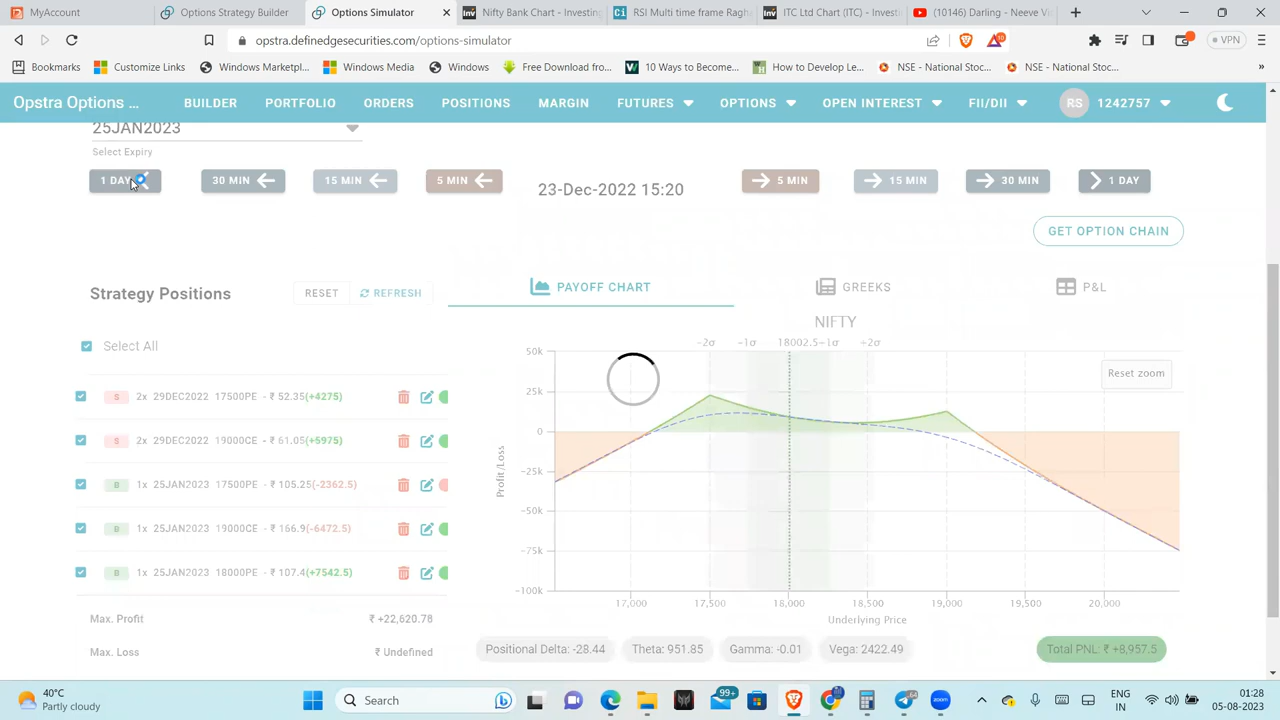 MyAccount
Options Strategy Builder
Options Simulator
Nifty Bank Chart - Investing
RSI Multi time frame Ragh
ITC Ltd Chart (ITC) - Investi
(10146) Darling - Neeve Vi
opstra.definedgesecurities.com/options-simulator
10
VPN
Bookmarks
Customize Links
Windows Marketpl...
Windows Media
Windows
Free Download fro...
10 Ways to Become...
How to Develop Le...
NSE - National Stoc...
NSE - National Stoc...
»
Opstra Options ...
BUILDER
PORTFOLIO
ORDERS
POSITIONS
MARGIN
FUTURES
OPTIONS
OPEN INTEREST
FII/DII
RS
1242757
25JAN2023
Select Expiry
1 DAY
30 MIN
15 MIN
5 MIN
23-Dec-2022 15:20
5 MIN
15 MIN
30 MIN
1 DAY
GET OPTION CHAIN
Strategy Positions
RESET
REFRESH
PAYOFF CHART
GREEKS
P&L
Select All
NIFTY
-2σ -1σ 18002.5 -1σ +2σ
Reset zoom
S 2x 29DEC2022 17500PE - ₹ 52.35(+4275)
S 2x 29DEC2022 19000CE - ₹ 61.05(+5975)
B 1x 25JAN2023 17500PE - ₹ 105.25(-2362.5)
B 1x 25JAN2023 19000CE - ₹ 166.9(-6472.5)
B 1x 25JAN2023 18000PE - ₹ 107.4(+7542.5)
Max. Profit ₹ +22,620.78
Max. Loss ₹ Undefined
50k
25k
0
-25k
-50k
-75k
-100k
Profit/Loss
17,000 17,500 18,000 18,500 19,000 19,500 20,000
Underlying Price
Positional Delta: -28.44
Theta: 951.85
Gamma: -0.01
Vega: 2422.49
Total PNL: ₹ +8,957.5
40°C
Partly cloudy
Search
99+
zoom
ENG
IN
01:28
05-08-2023